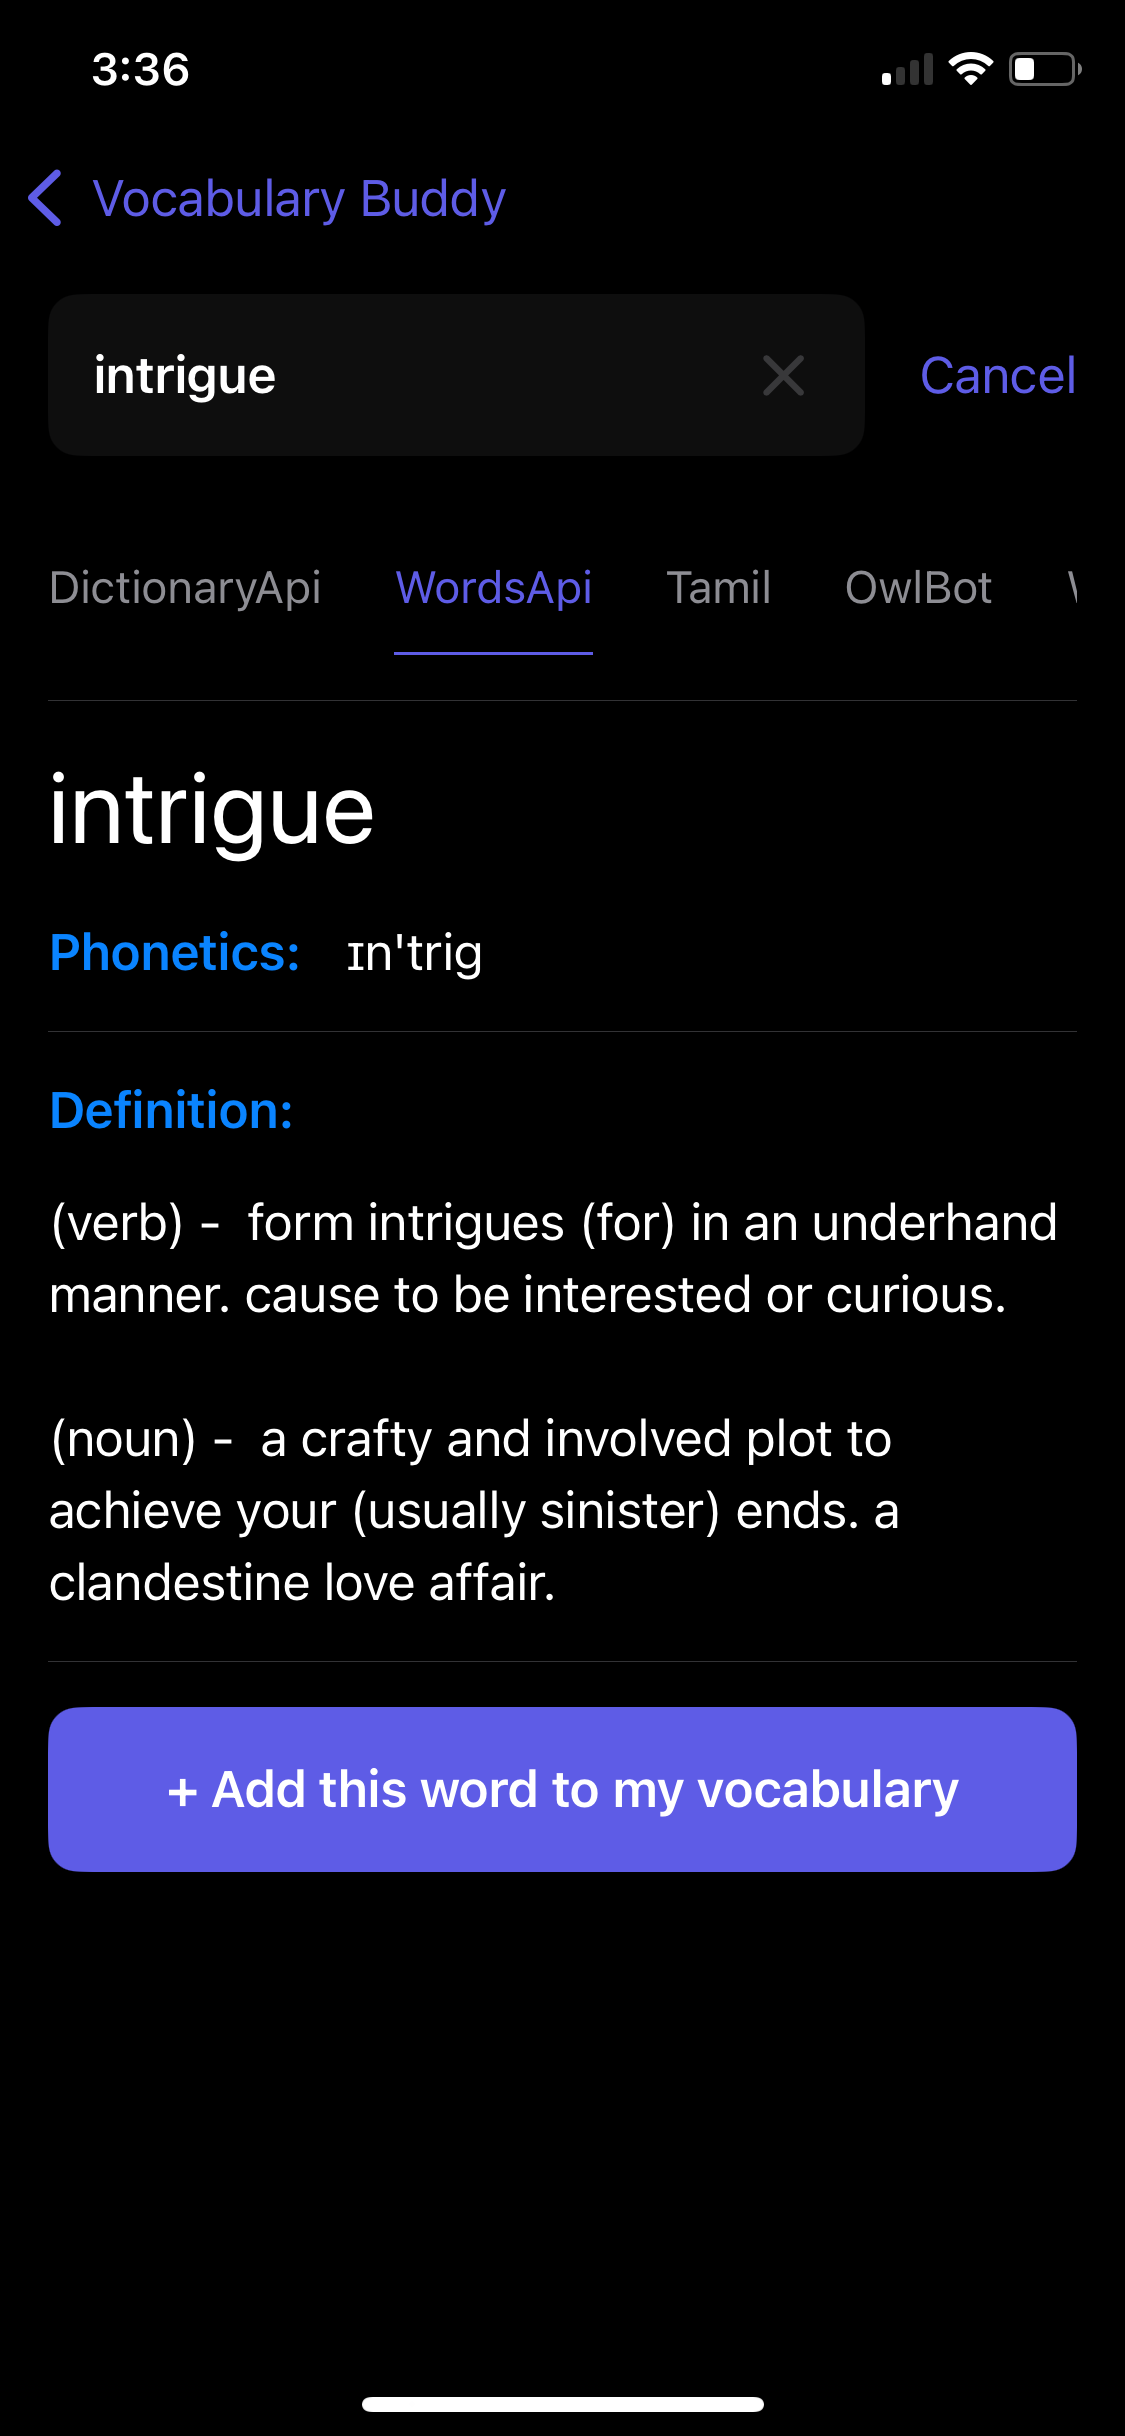 3:36
Vocabulary Buddy
intrigue
Cancel
DictionaryApi WordsApi Tamil OwlBot
intrigue
Phonetics: ɪn'trig
Definition:
(verb) - form intrigues (for) in an underhand
manner. cause to be interested or curious.
(noun) - a crafty and involved plot to
achieve your (usually sinister) ends. a
clandestine love affair.
+ Add this word to my vocabulary